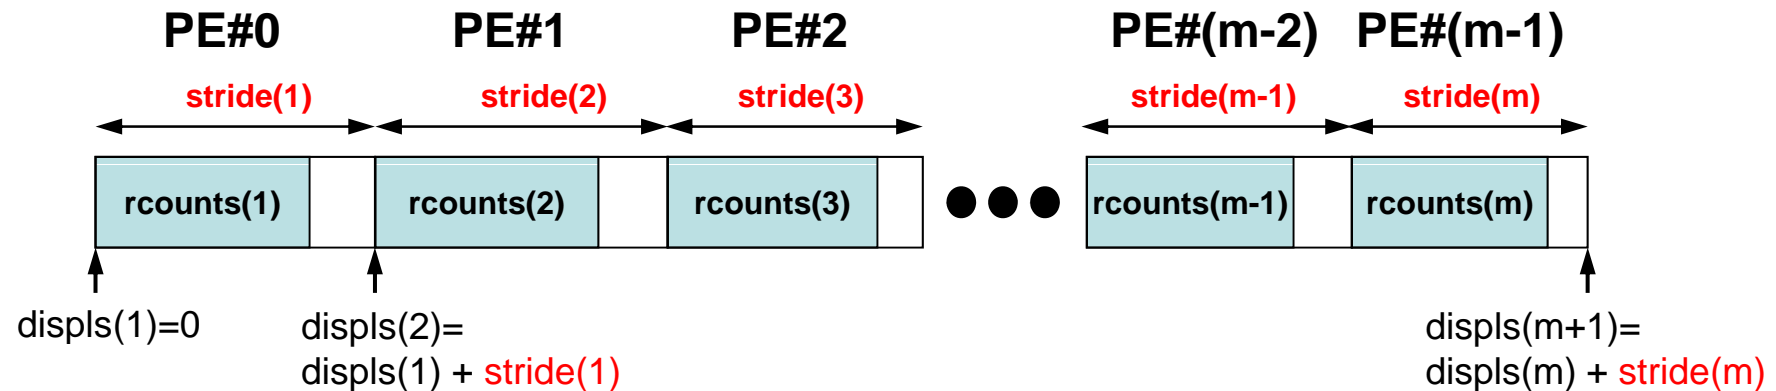 PE#0 PE#1 PE#2 PE#(m-2) PE#(m-1)
stride(1) stride(2) stride(3) stride(m-1) stride(m)
rcounts(1) rcounts(2) rcounts(3) rcounts(m-1) rcounts(m)
displs(1)=0 displs(2)= displs(m+1)=
displs(1) + stride(1) displs(m) + stride(m)